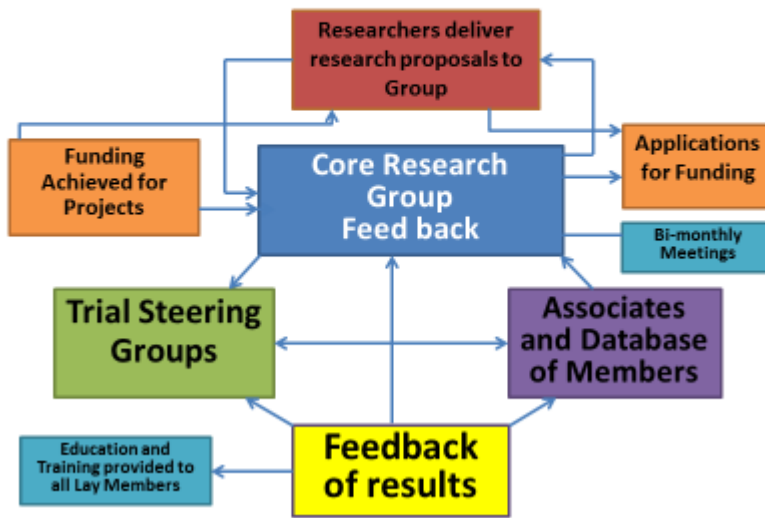 Researchers deliver
research proposals to
Group
Funding
Achieved for
Projects
Core Research
Group
Feed back
Applications
for Funding
Bi-monthly
Meetings
Trial Steering
Groups
Associates
and Database
of Members
Education and
Training provided to
all Lay Members
Feedback
of results